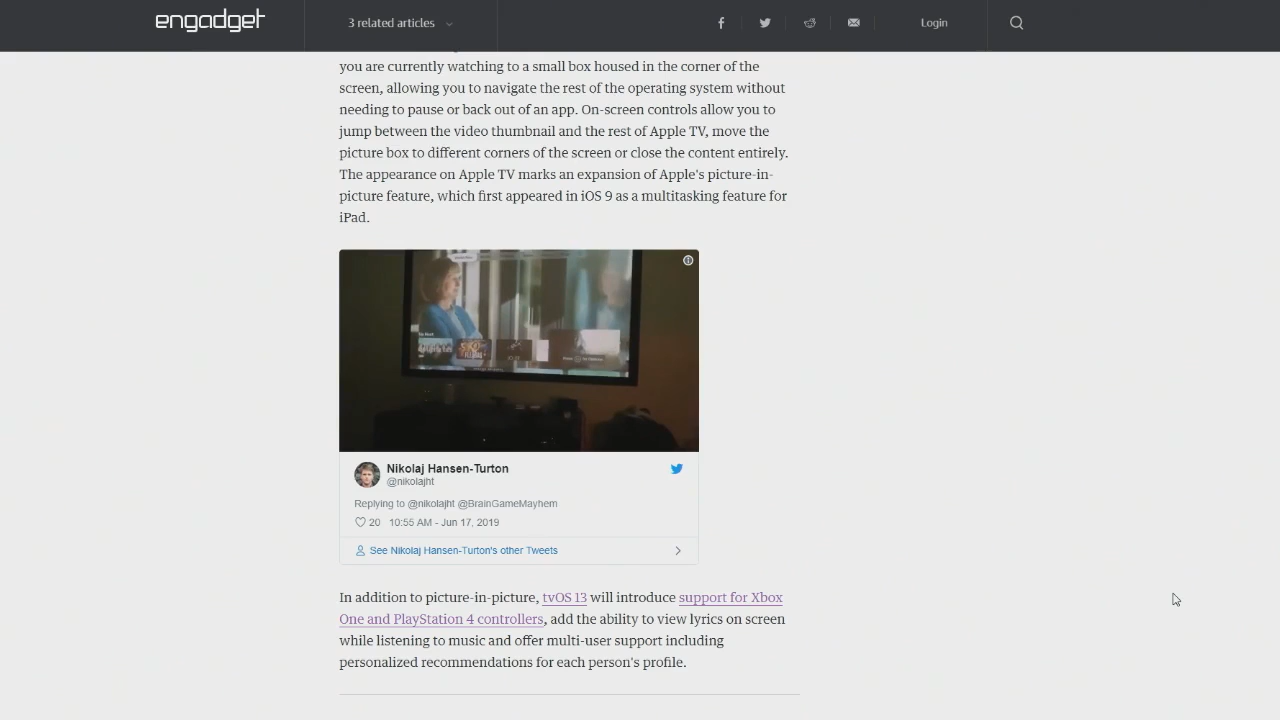 engadget
3 related articles
Login
you are currently watching to a small box housed in the corner of the
screen, allowing you to navigate the rest of the operating system without
needing to pause or back out of an app. On-screen controls allow you to
jump between the video thumbnail and the rest of Apple TV, move the
picture box to different corners of the screen or close the content entirely.
The appearance on Apple TV marks an expansion of Apple's picture-in-
picture feature, which first appeared in iOS 9 as a multitasking feature for
iPad.
Nikolaj Hansen-Turton
@nikolajht
Replying to @nikolajht @BrainGameMayhem
20 10:55 AM - Jun 17, 2019
See Nikolaj Hansen-Turton's other Tweets
In addition to picture-in-picture, tvOS 13 will introduce support for Xbox
One and PlayStation 4 controllers, add the ability to view lyrics on screen
while listening to music and offer multi-user support including
personalized recommendations for each person's profile.